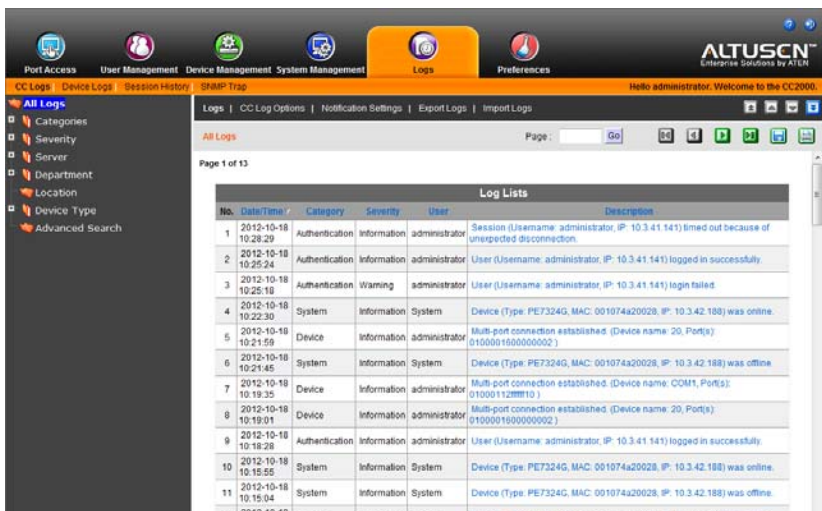 Port Access User Management Device Management System Management Logs Preferences
ALTUSEN™
Enterprise Solutions by ATEN
CC Logs Device Logs Session History SNMP Trap Hello administrator. Welcome to the CC2000.
All Logs
Categories
Severity
Server
Department
Location
Device Type
Advanced Search
Logs | CC Log Options | Notification Settings | Export Logs | Import Logs
All Logs Page : Go
Page 1 of 13
Log Lists
No. Date/Time Category Severity User Description
1 2012-10-18 10:28:29 Authentication Information administrator Session (Username: administrator, IP: 10.3.41.141) timed out because of unexpected disconnection.
2 2012-10-18 10:25:24 Authentication Information administrator User (Username: administrator, IP: 10.3.41.141) logged in successfully.
3 2012-10-18 10:25:18 Authentication Warning administrator User (Username: administrator, IP: 10.3.41.141) login failed.
4 2012-10-18 10:22:30 System Information System Device (Type: PE7324G, MAC: 001074a20028, IP: 10.3.42.188) was online.
5 2012-10-18 10:21:59 Device Information administrator Multi-port connection established. (Device name: 20, Port(s): 0100001600000002 )
6 2012-10-18 10:21:45 System Information System Device (Type: PE7324G, MAC: 001074a20028, IP: 10.3.42.188) was offline.
7 2012-10-18 10:19:35 Device Information administrator Multi-port connection established. (Device name: COM1, Port(s):
8 2012-10-18 10:19:01 Device Information administrator Multi-port connection established. (Device name: 20, Port(s): 0100001600000002 )
9 2012-10-18 10:18:28 Authentication Information administrator User (Username: administrator, IP: 10.3.41.141) logged in successfully.
10 2012-10-18 10:15:55 System Information System Device (Type: PE7324G, MAC: 001074a20028, IP: 10.3.42.188) was online.
11 2012-10-18 10:15:04 System Information System Device (Type: PE7324G, MAC: 001074a20028, IP: 10.3.42.188) was offline.